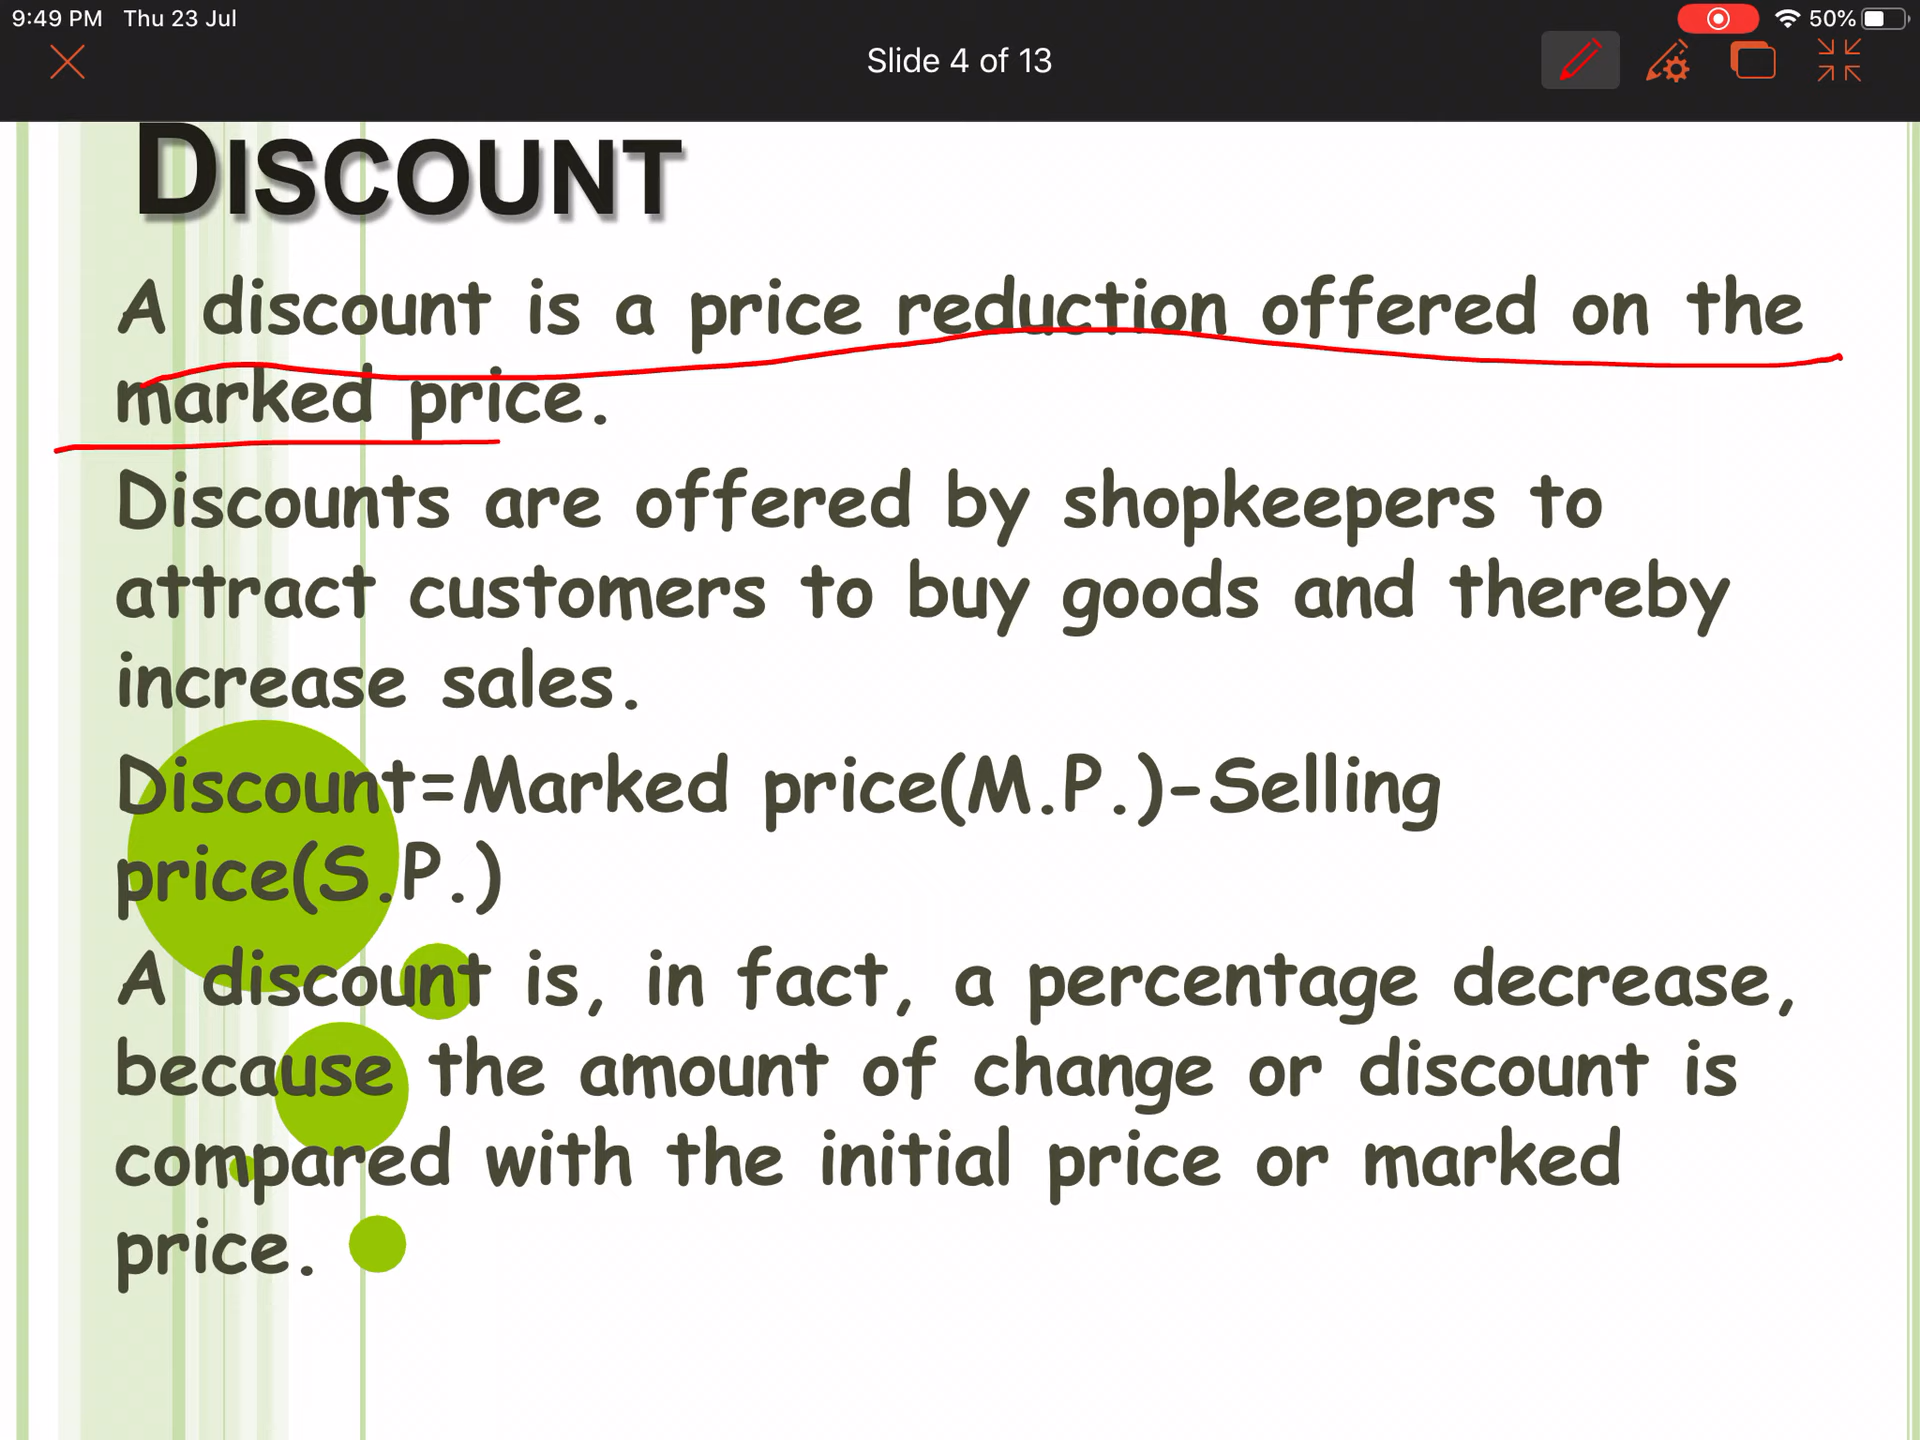 9:49 PM Thu 23 Jul
50%
Slide 4 of 13
DISCOUNT
A discount is a price reduction offered on the
marked price.
Discounts are offered by shopkeepers to
attract customers to buy goods and thereby
increase sales.
Discount=Marked price(M.P.)-Selling
price(S.P.)
A discount is, in fact, a percentage decrease,
because the amount of change or discount is
compared with the initial price or marked
price.